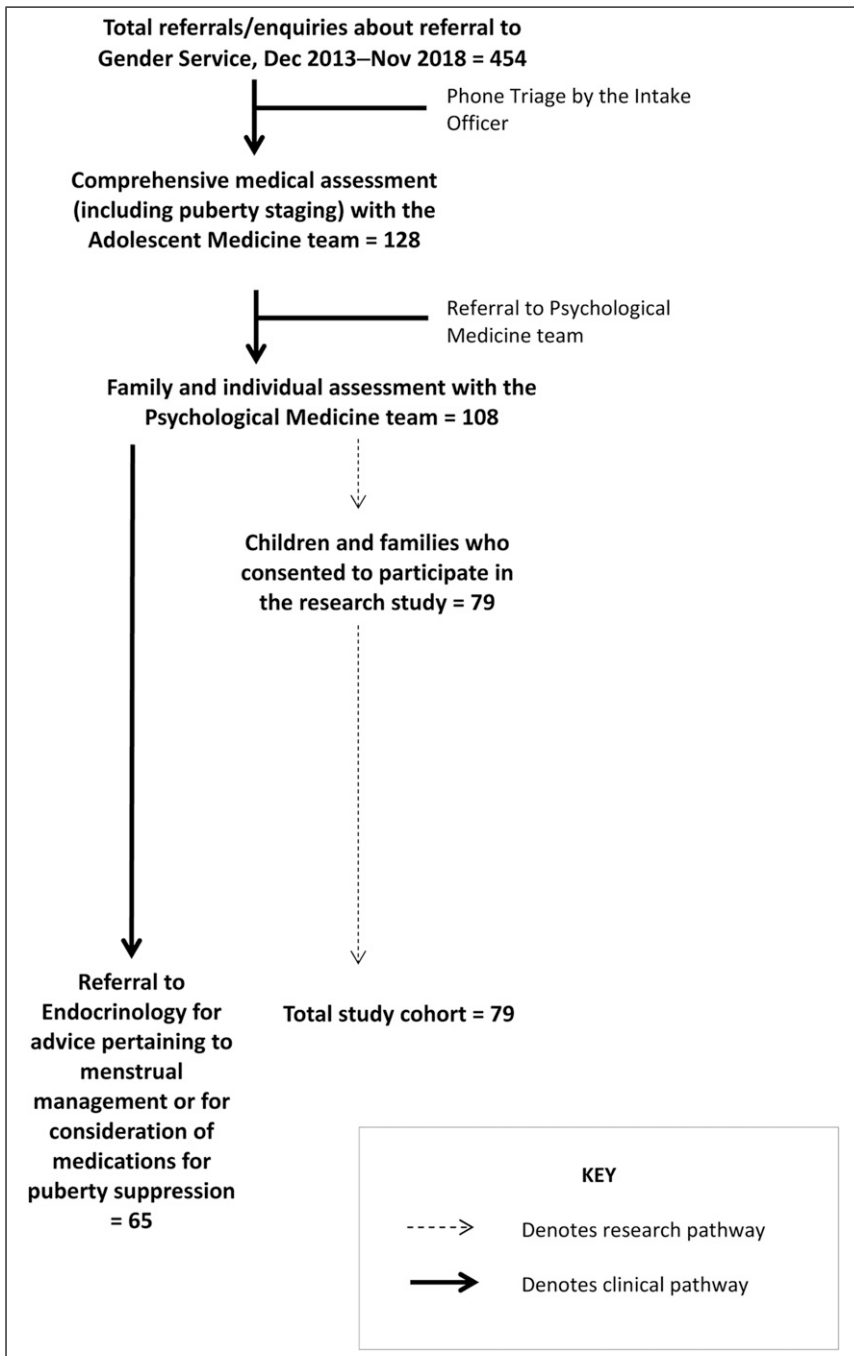 Total referrals/enquiries about referral to
Gender Service, Dec 2013–Nov 2018 = 454
Phone Triage by the Intake
Officer
Comprehensive medical assessment
(including puberty staging) with the
Adolescent Medicine team = 128
Referral to Psychological
Medicine team
Family and individual assessment with the
Psychological Medicine team = 108
Children and families who
consented to participate in
the research study = 79
Referral to
Endocrinology for
advice pertaining to
menstrual
management or for
consideration of
medications for
puberty suppression
= 65
Total study cohort = 79
KEY
Denotes research pathway
Denotes clinical pathway